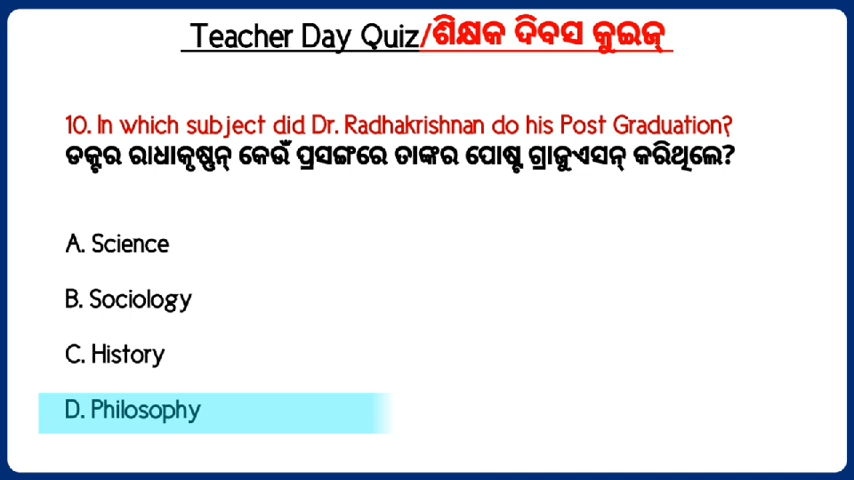 Teacher Day Quiz/ଶିକ୍ଷକ ଦିବସ କୁଇଜ୍
10. In which subject did Dr. Radhakrishnan do his Post Graduation?
ଡକ୍ଟର ରାଧାକୃଷ୍ଣନ୍ କେଉଁ ପ୍ରସଙ୍ଗରେ ତାଙ୍କର ପୋଷ୍ଟ ଗ୍ରାଜୁଏସନ୍ କରିଥିଲେ?
A. Science
B. Sociology
C. History
D. Philosophy